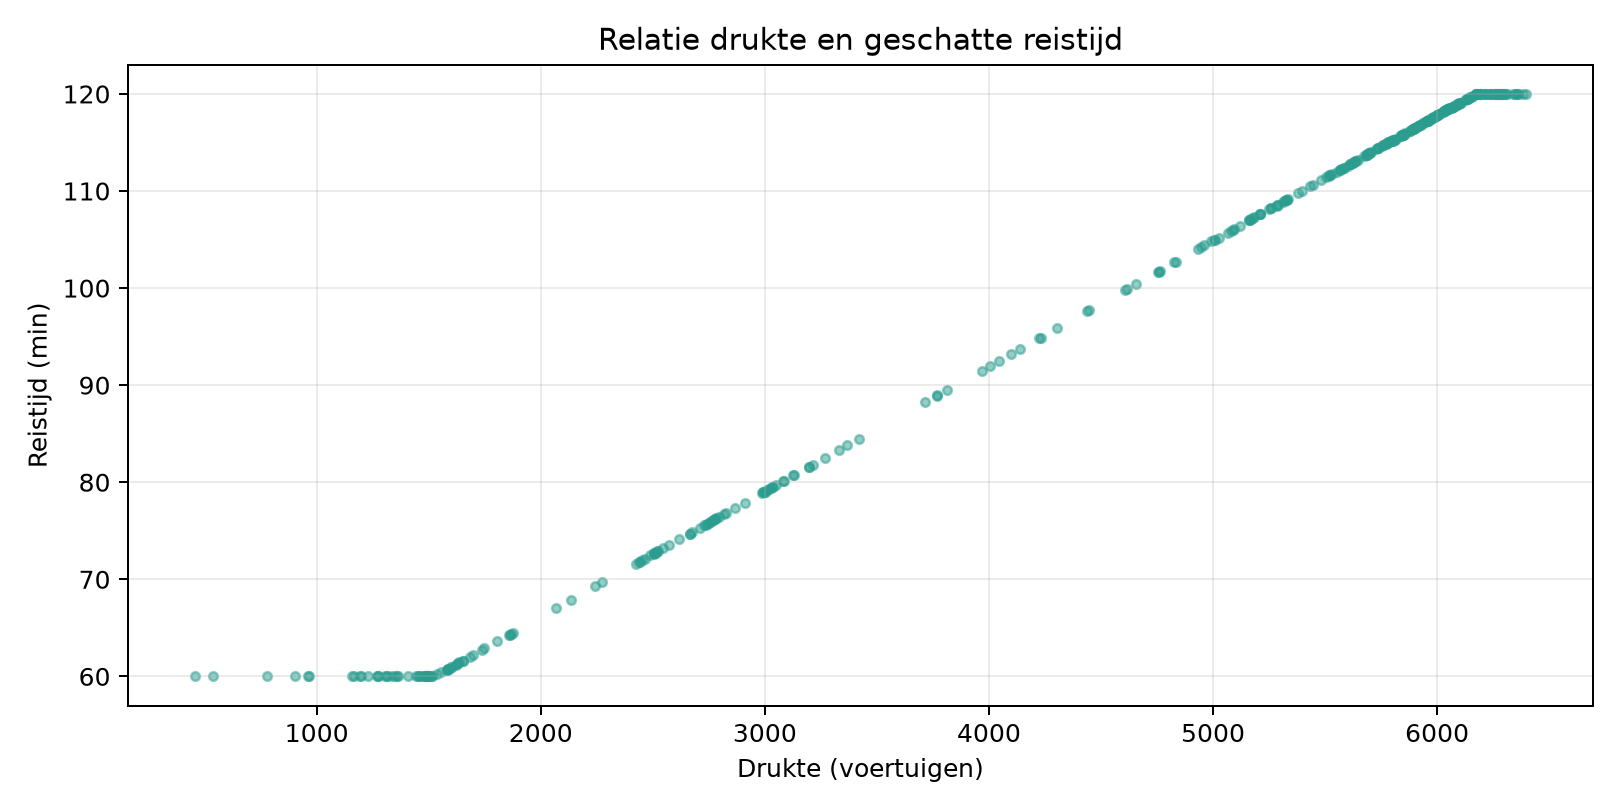 Relatie drukte en geschatte reistijd
Reistijd (min)
120
110
100
90
80
70
60
1000 2000 3000 4000 5000 6000
Drukte (voertuigen)